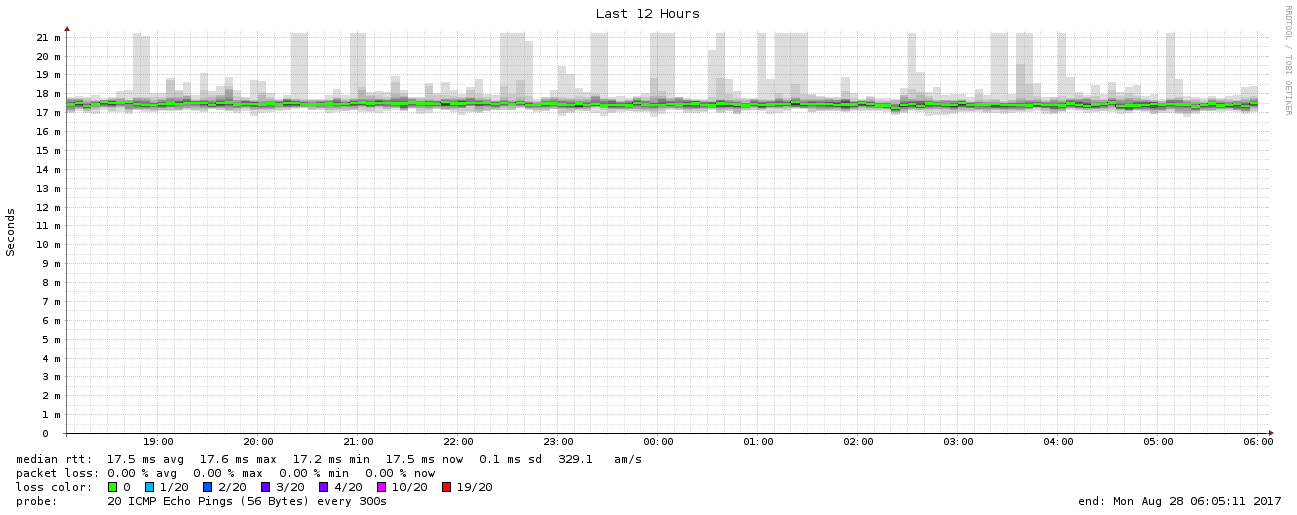 Last 12 Hours
RRDTOOL / TOBI OETIKER
21 m
20 m
19 m
18 m
17 m
16 m
15 m
14 m
13 m
12 m
11 m
10 m
9 m
8 m
7 m
6 m
5 m
4 m
3 m
2 m
1 m
0
Seconds
19:00 20:00 21:00 22:00 23:00 00:00 01:00 02:00 03:00 04:00 05:00 06:00
median rtt: 17.5 ms avg 17.6 ms max 17.2 ms min 17.5 ms now 0.1 ms sd 329.1 am/s
packet loss: 0.00 % avg 0.00 % max 0.00 % min 0.00 % now
loss color: 0 1/20 2/20 3/20 4/20 10/20 19/20
probe: 20 ICMP Echo Pings (56 Bytes) every 300s
end: Mon Aug 28 06:05:11 2017